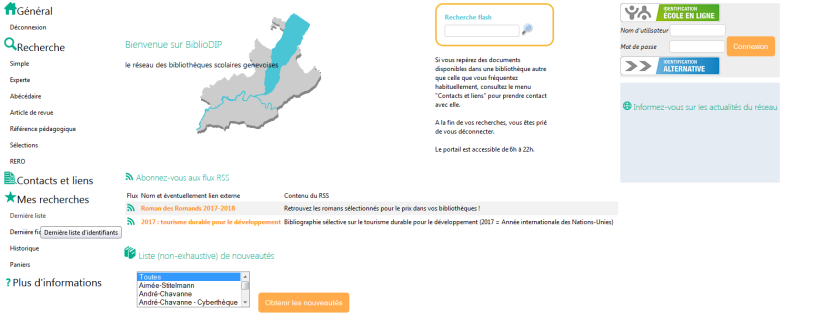 Général
Déconnexion
Recherche
Simple
Experte
Abécédaire
Article de revue
Référence pédagogique
Sélections
RERO
Contacts et liens
Mes recherches
Dernière liste
Dernière fic
Dernière liste d'identifiants
Historique
Paniers
? Plus d'informations
Bienvenue sur BiblioDIP
le réseau des bibliothèques scolaires genevoises
Recherche flash
Si vous repérez des documents
disponibles dans une bibliothèque autre
que celle que vous fréquentez
habituellement, consultez le menu
"Contacts et liens" pour prendre contact
avec elle.
A la fin de vos recherches, vous êtes prié
de vous déconnecter.
Le portail est accessible de 6h à 22h.
IDENTIFICATION
ÉCOLE EN LIGNE
Nom d'utilisateur
Mot de passe
Connexion
IDENTIFICATION
ALTERNATIVE
Informez-vous sur les actualités du réseau
Abonnez-vous aux flux RSS
Flux Nom et éventuellement lien externe Contenu du RSS
Roman des Romands 2017-2018 Retrouvez les romans sélectionnés pour le prix dans vos bibliothèques !
2017 : tourisme durable pour le développement Bibliographie sélective sur le tourisme durable pour le développement (2017 = Année internationale des Nations-Unies)
Liste (non-exhaustive) de nouveautés
Toutes
Aimée-Stitelmann
André-Chavanne
André-Chavanne - Cyberthèque
Obtenir les nouveautés